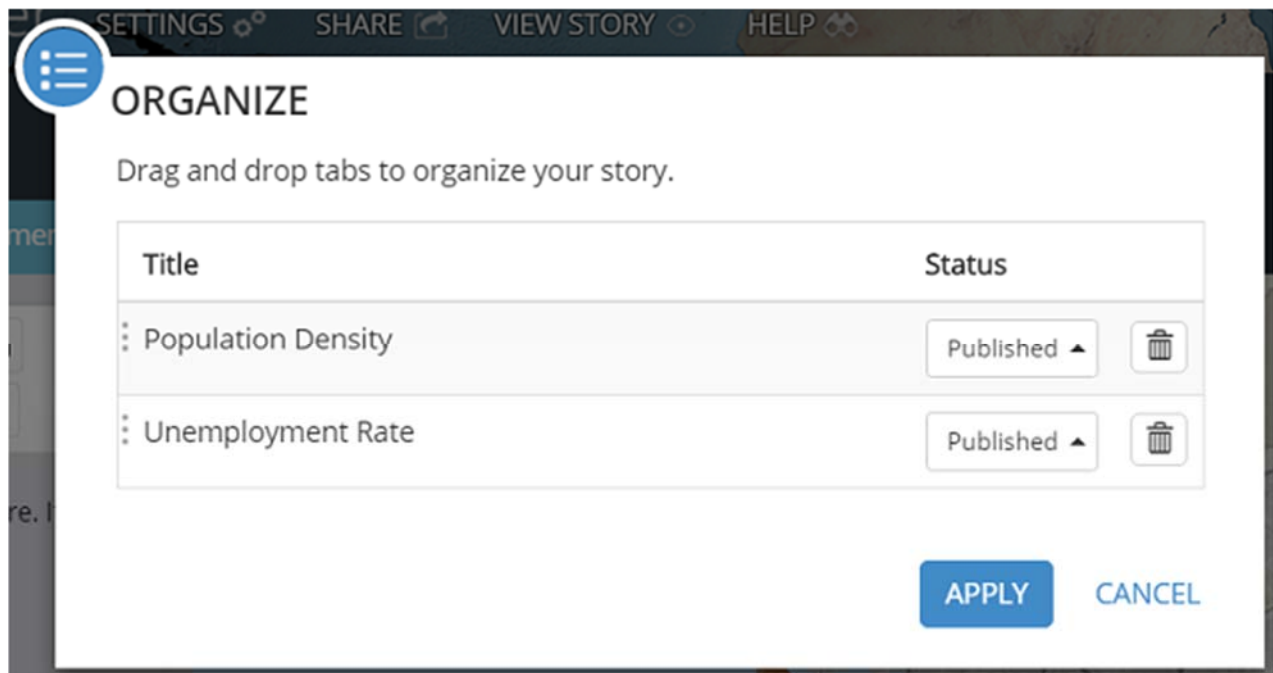 SETTINGS SHARE VIEW STORY HELP
ORGANIZE
Drag and drop tabs to organize your story.
Title Status
Population Density Published
Unemployment Rate Published
re. I
APPLY CANCEL